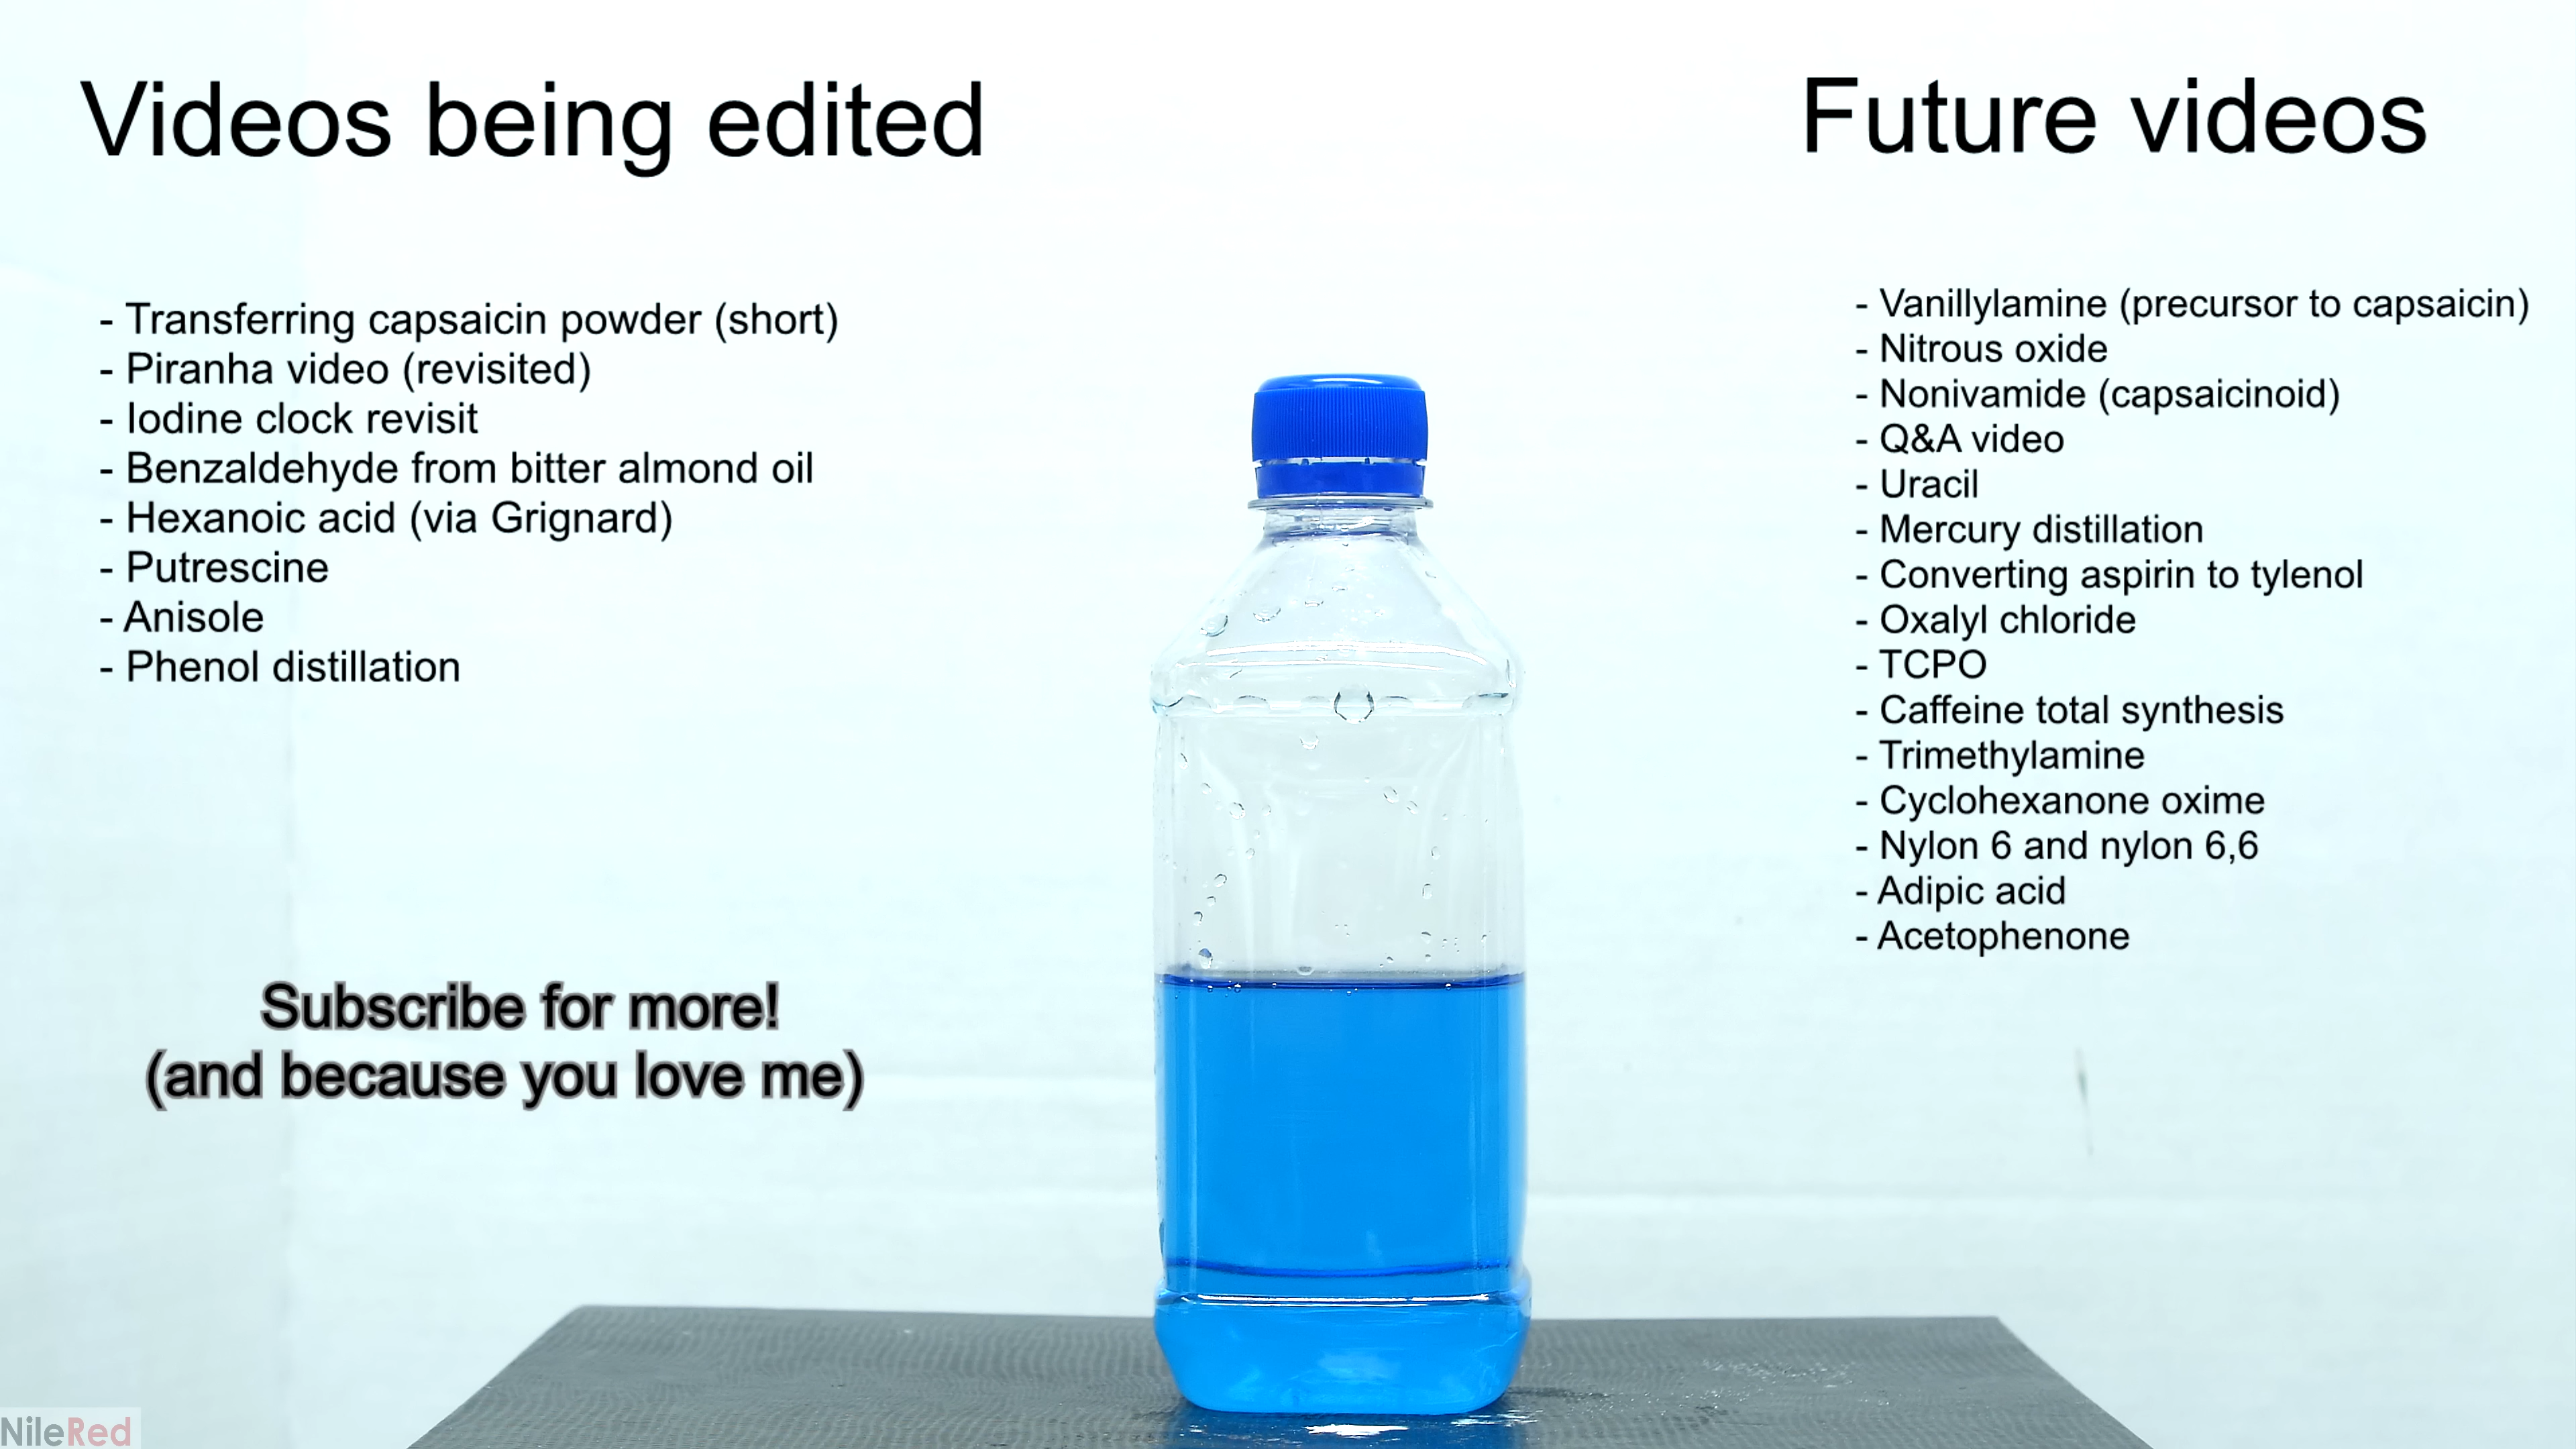 Videos being edited
- Transferring capsaicin powder (short)
- Piranha video (revisited)
- Iodine clock revisit
- Benzaldehyde from bitter almond oil
- Hexanoic acid (via Grignard)
- Putrescine
- Anisole
- Phenol distillation
Subscribe for more!
(and because you love me)
Future videos
- Vanillylamine (precursor to capsaicin)
- Nitrous oxide
- Nonivamide (capsaicinoid)
- Q&A video
- Uracil
- Mercury distillation
- Converting aspirin to tylenol
- Oxalyl chloride
- TCPO
- Caffeine total synthesis
- Trimethylamine
- Cyclohexanone oxime
- Nylon 6 and nylon 6,6
- Adipic acid
- Acetophenone
NileRed